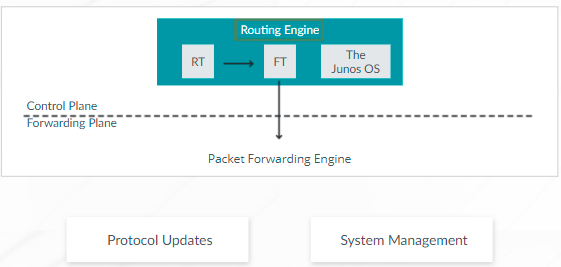 Routing Engine
RT
FT
The
Junos OS
Control Plane
Forwarding Plane
Packet Forwarding Engine
Protocol Updates
System Management